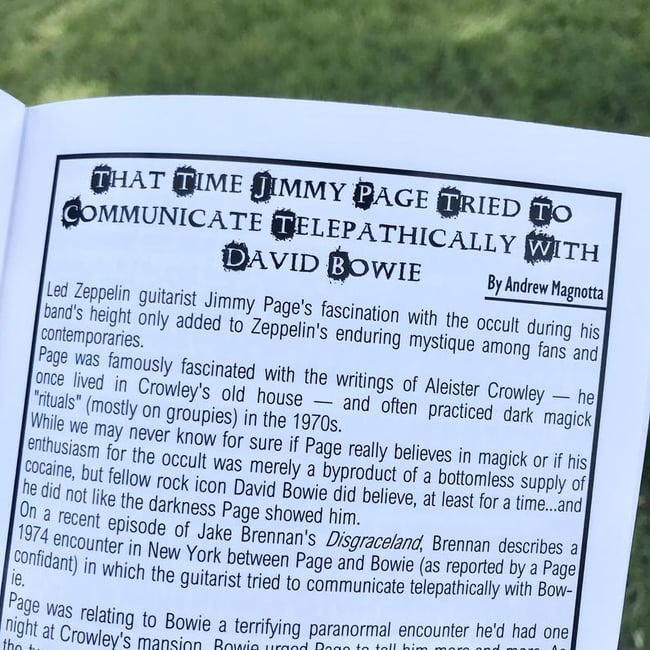 THAT TIME JIMMY PAGE TRIED TO
COMMUNICATE TELEPATHICALLY WITH
DAVID BOWIE
By Andrew Magnotta
Led Zeppelin guitarist Jimmy Page's fascination with the occult during his
band's height only added to Zeppelin's enduring mystique among fans and
contemporaries.
Page was famously fascinated with the writings of Aleister Crowley — he
once lived in Crowley's old house — and often practiced dark magick
"rituals" (mostly on groupies) in the 1970s.
While we may never know for sure if Page really believes in magick or if his
enthusiasm for the occult was merely a byproduct of a bottomless supply of
cocaine, but fellow rock icon David Bowie did believe, at least for a time...and
he did not like the darkness Page showed him.
On a recent episode of Jake Brennan's Disgraceland, Brennan describes a
1974 encounter in New York between Page and Bowie (as reported by a Page
confidant) in which the guitarist tried to communicate telepathically with Bow-
ie.
Page was relating to Bowie a terrifying paranormal encounter he'd had one
night at Crowley's mansion. Bowie urged Page to tell him more and more. As
the